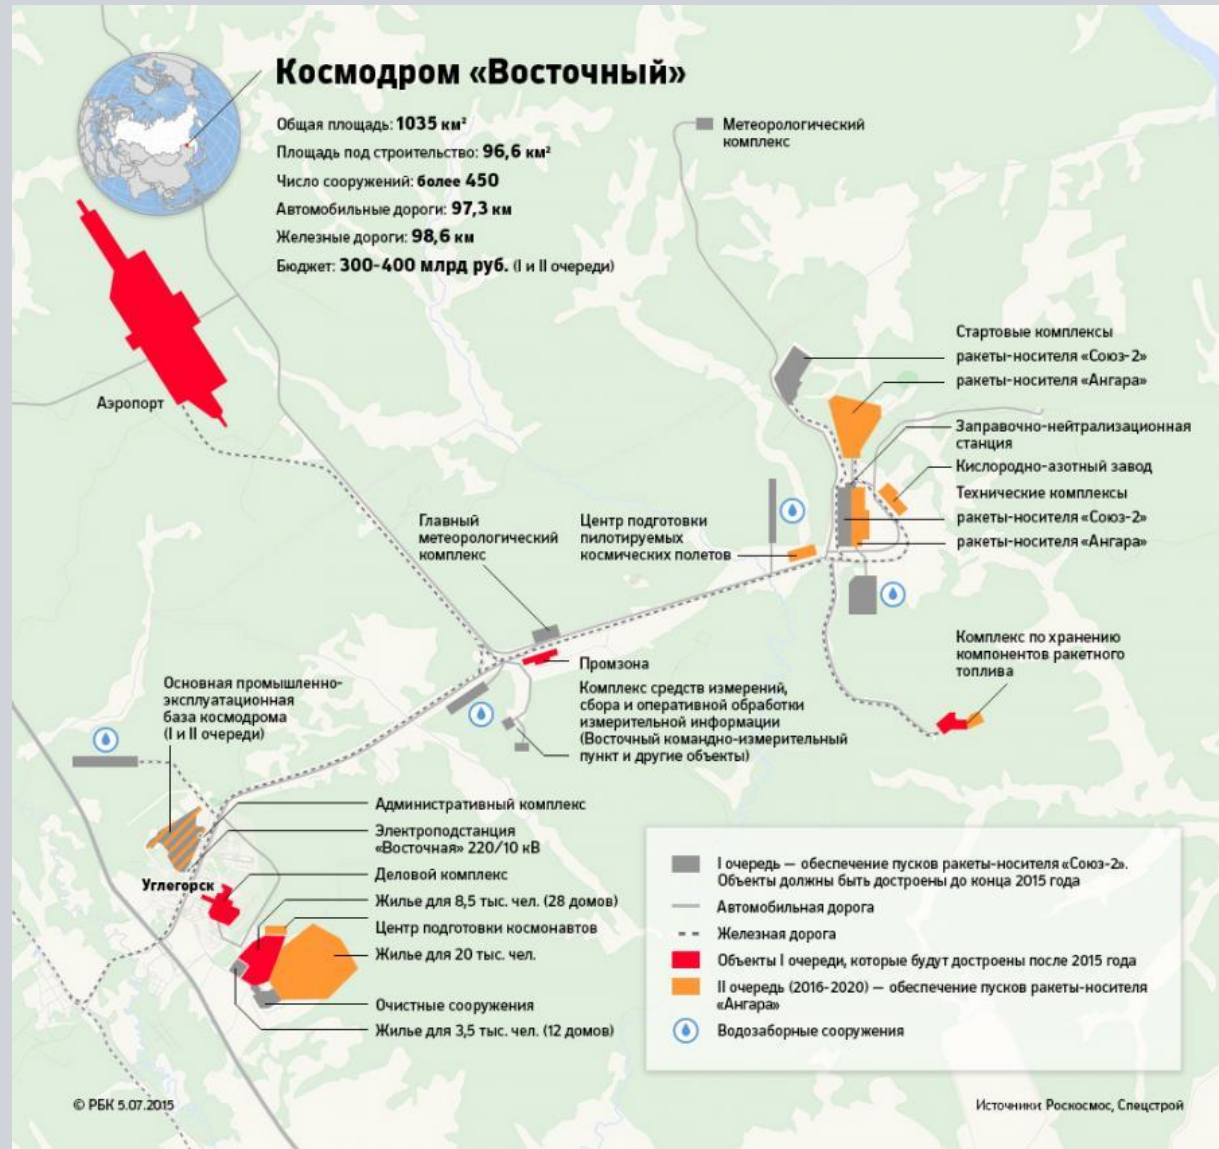 Космодром «Восточный»
Общая площадь: 1035 км²
Площадь под строительство: 96,6 км²
Число сооружений: более 450
Автомобильные дороги: 97,3 км
Железные дороги: 98,6 км
Бюджет: 300-400 млрд руб. (I и II очереди)
Метеорологический
комплекс
Аэропорт
Стартовые комплексы
ракеты-носителя «Союз-2»
ракеты-носителя «Ангара»
Заправочно-нейтрализационная
станция
Кислородно-азотный завод
Технические комплексы
ракеты-носителя «Союз-2»
ракеты-носителя «Ангара»
Главный
метеорологический
комплекс
Центр подготовки
пилотируемых
космических полетов
Промзона
Комплекс средств измерений,
сбора и оперативной обработки
измерительной информации
(Восточный командно-измерительный
пункт и другие объекты)
Комплекс по хранению
компонентов ракетного
топлива
Основная промышленно-
эксплуатационная
база космодрома
(I и II очереди)
Административный комплекс
Электроподстанция
«Восточная» 220/10 кВ
Углегорск
Деловой комплекс
Жилье для 8,5 тыс. чел. (28 домов)
Центр подготовки космонавтов
Жилье для 20 тыс. чел.
Очистные сооружения
Жилье для 3,5 тыс. чел. (12 домов)
I очередь — обеспечение пусков ракеты-носителя «Союз-2».
Объекты должны быть достроены до конца 2015 года
Автомобильная дорога
Железная дорога
Объекты I очереди, которые будут достроены после 2015 года
II очередь (2016-2020) — обеспечение пусков ракеты-носителя
«Ангара»
Водозаборные сооружения
© РБК 5.07.2015
Источники: Роскосмос, Спецстрой